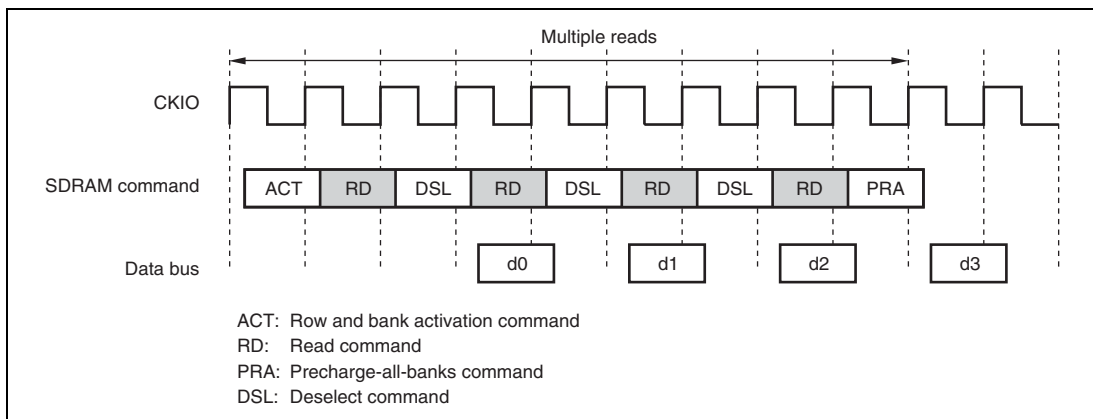 Multiple reads
CKIO
SDRAM command ACT RD DSL RD DSL RD DSL RD PRA
Data bus d0 d1 d2 d3
ACT: Row and bank activation command
RD: Read command
PRA: Precharge-all-banks command
DSL: Deselect command